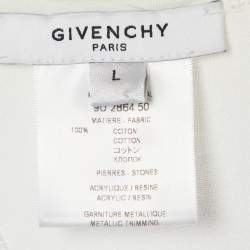 GIVENCHY
PARIS
L
90 2864 50
MATIERE - FABRIC
100% COTON
COTTON
コットン
ХЛОПОК
PIERRES - STONES
ACRYLIQUE / RESINE
ACRYLIC / RESIN
GARNITURE METALLIQUE
METALLIC TRIM